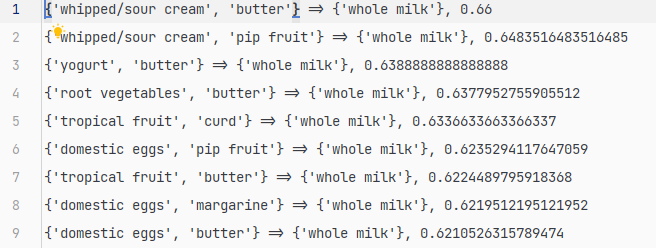 1 {'whipped/sour cream', 'butter'} => {'whole milk'}, 0.66
2 {'whipped/sour cream', 'pip fruit'} => {'whole milk'}, 0.6483516483516485
3 {'yogurt', 'butter'} => {'whole milk'}, 0.6388888888888888
4 {'root vegetables', 'butter'} => {'whole milk'}, 0.6377952755905512
5 {'tropical fruit', 'curd'} => {'whole milk'}, 0.6336633663366337
6 {'domestic eggs', 'pip fruit'} => {'whole milk'}, 0.6235294117647059
7 {'tropical fruit', 'butter'} => {'whole milk'}, 0.6224489795918368
8 {'domestic eggs', 'margarine'} => {'whole milk'}, 0.6219512195121952
9 {'domestic eggs', 'butter'} => {'whole milk'}, 0.6210526315789474